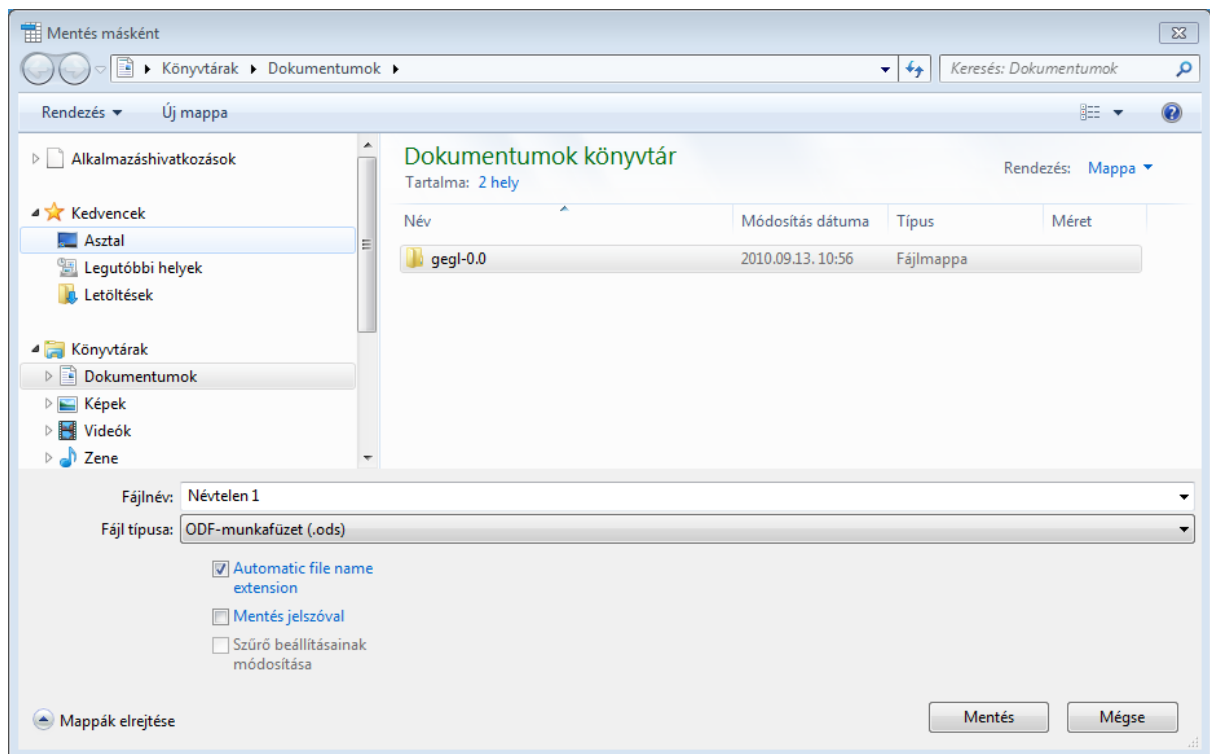 Mentés másként
Könyvtárak Dokumentumok
Keresés: Dokumentumok
Rendezés Új mappa
Alkalmazáshivatkozások
Kedvencek
Asztal
Legutóbbi helyek
Letöltések
Könyvtárak
Dokumentumok
Képek
Videók
Zene
Dokumentumok könyvtár
Tartalma: 2 hely
Rendezés: Mappa
Név Módosítás dátuma Típus Méret
gegl-0.0 2010.09.13. 10:56 Fájlmappa
Fájlnév: Névtelen 1
Fájl típusa: ODF-munkafüzet (.ods)
Automatic file name
extension
Mentés jelszóval
Szűrő beállításainak
módosítása
Mappák elrejtése
Mentés Mégse